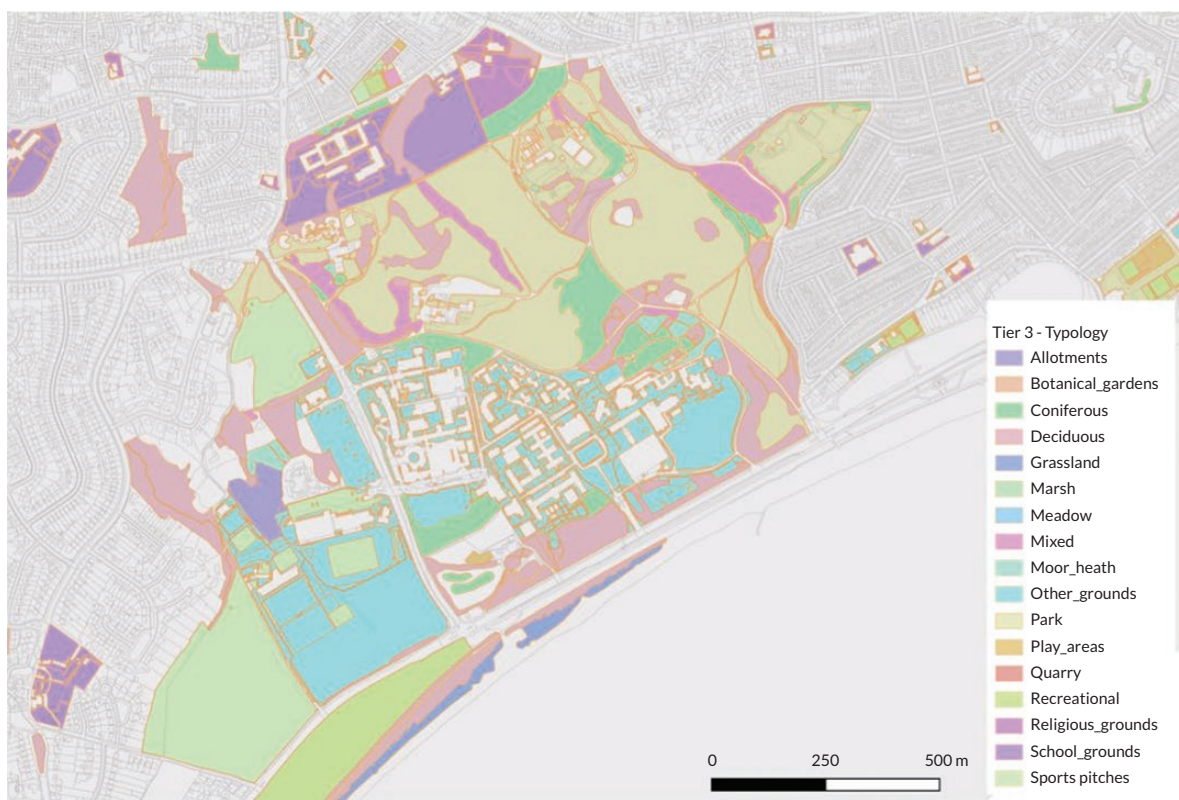 Tier 3 - Typology
Allotments
Botanical_gardens
Coniferous
Deciduous
Grassland
Marsh
Meadow
Mixed
Moor_heath
Other_grounds
Park
Play_areas
Quarry
Recreational
Religious_grounds
School_grounds
Sports pitches
0 250 500 m